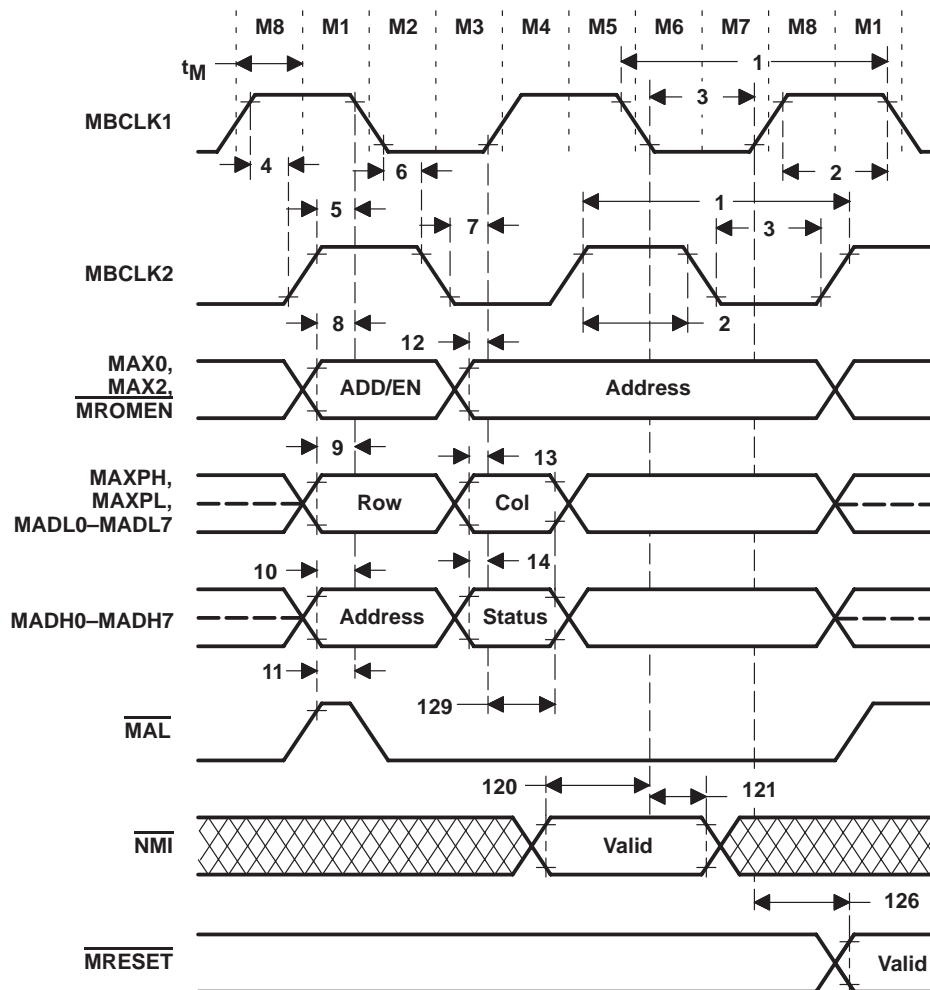 M8 M1 M2 M3 M4 M5 M6 M7 M8 M1
tM
1
3
MBCLK1
4 6 2
5 7 1
3
MBCLK2
8 2
12
MAX0,
MAX2,
MROMEN
ADD/EN Address
9 13
MAXPH,
MAXPL,
MADL0–MADL7
Row Col
10 14
MADH0–MADH7 Address Status
11
129
MAL
120 121
NMI Valid
126
MRESET Valid